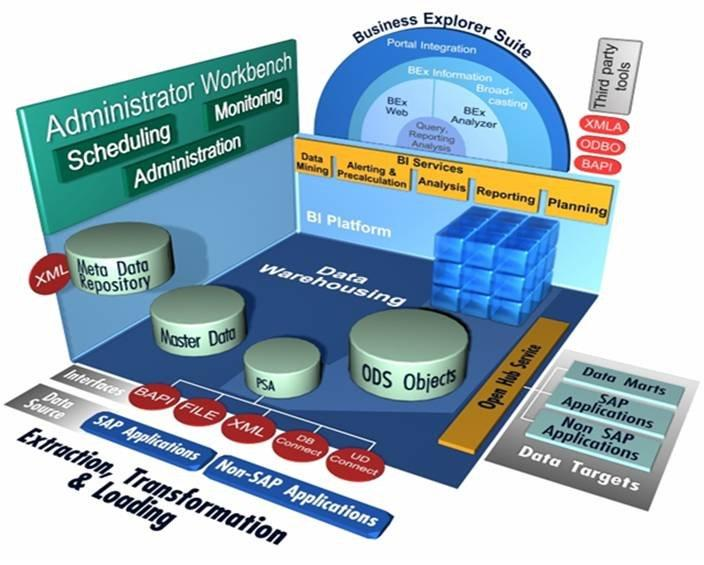 Business Explorer Suite
Portal Integration
BEx Information
Broad-
casting
BEx
Web
BEx
Analyzer
Query,
Reporting
Analysis
Third party
tools
XMLA
ODBO
BAPI
Administrator Workbench
Scheduling
Monitoring
Administration
BI Services
Data
Mining
Alerting &
Precalculation
Analysis
Reporting
Planning
BI Platform
XML
Meta Data
Repository
Data
Warehousing
Master Data
PSA
ODS Objects
Open Hub Service
Data Marts
SAP
Applications
Non SAP
Applications
Data Targets
Interfaces
BAPI
FILE
XML
DB
Connect
UD
Connect
Data
Source
SAP Applications
Non-SAP Applications
Extraction, Transformation
& Loading